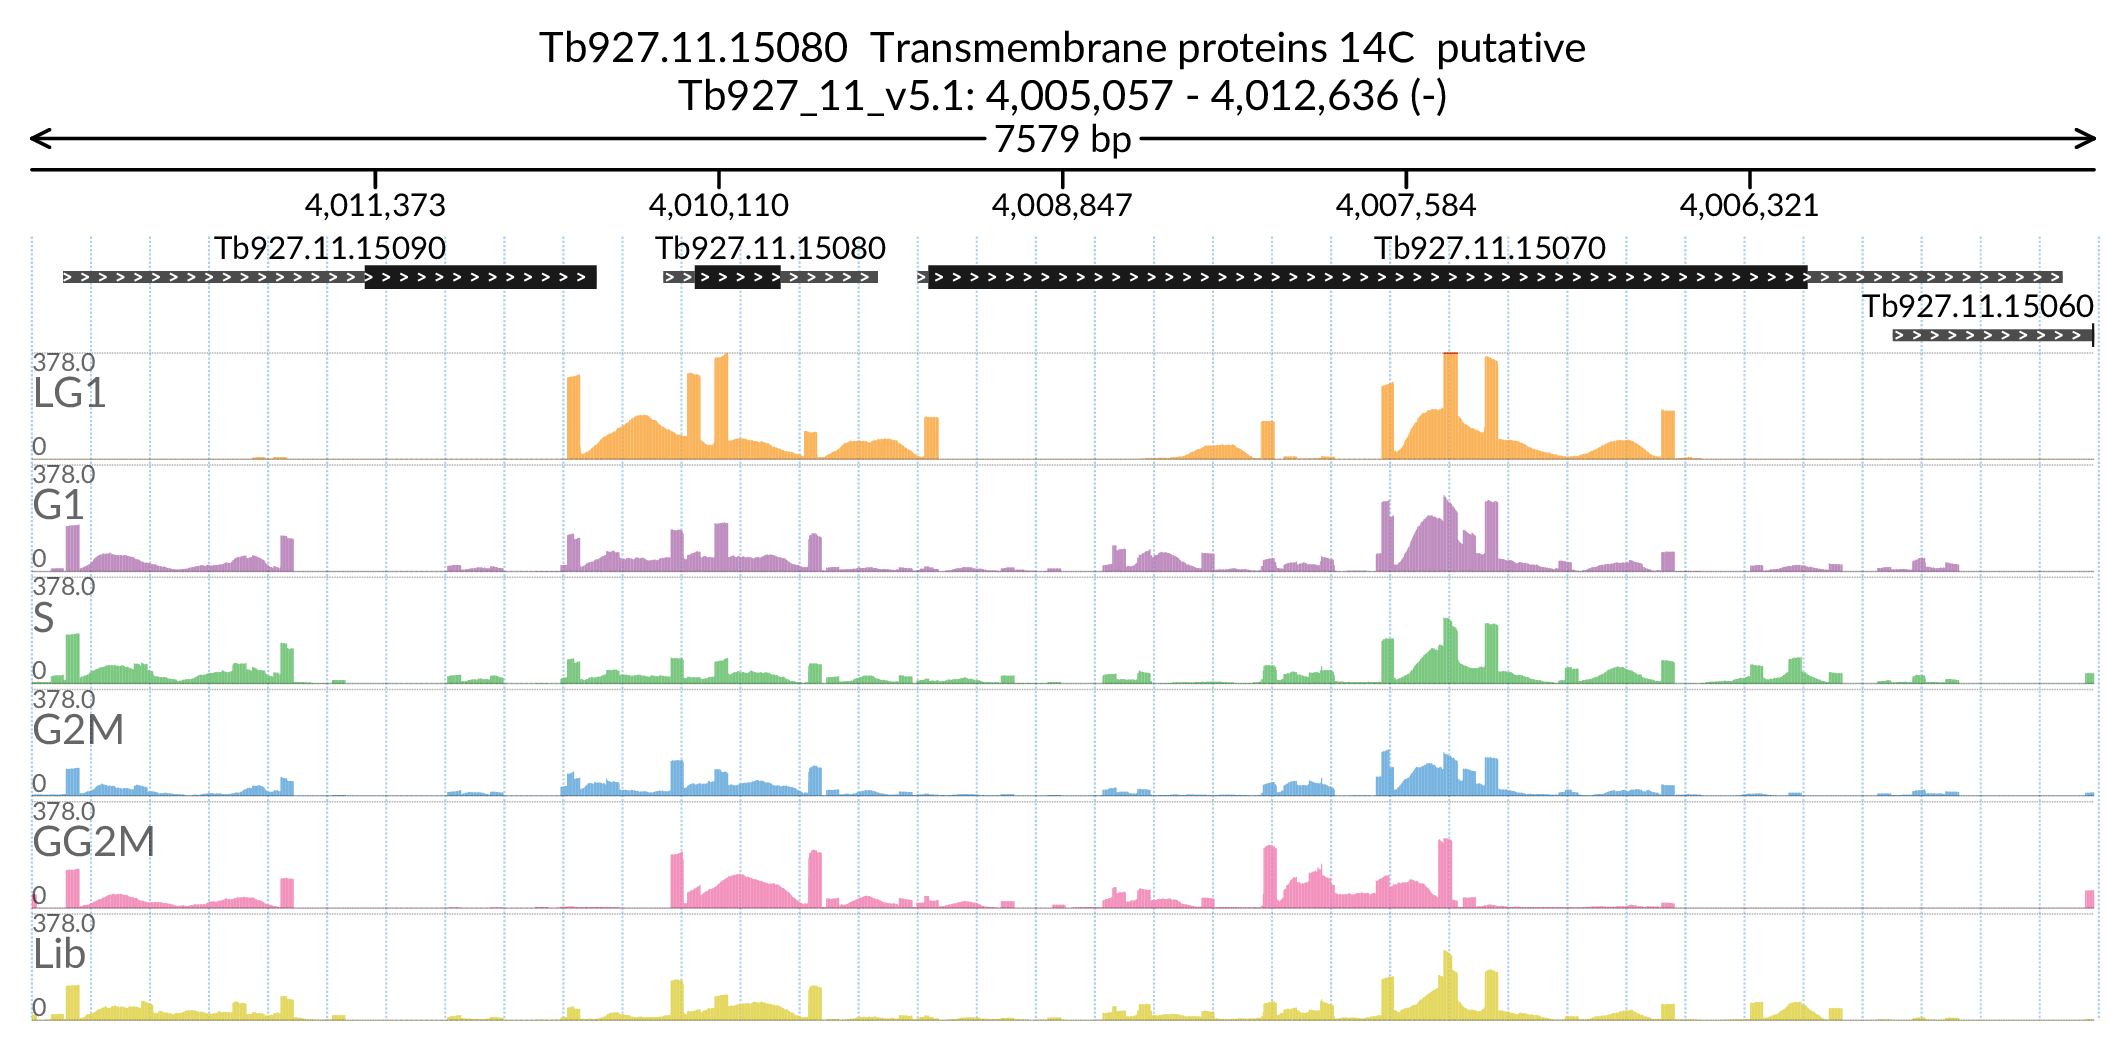 Tb927.11.15080  Transmembrane proteins 14C  putative
Tb927_11_v5.1: 4,005,057 - 4,012,636 (-)
7579 bp
4,011,373 4,010,110 4,008,847 4,007,584 4,006,321
Tb927.11.15090 Tb927.11.15080 Tb927.11.15070
Tb927.11.15060
378.0
LG1
0
378.0
G1
0
378.0
S
0
378.0
G2M
0
378.0
GG2M
0
378.0
Lib
0